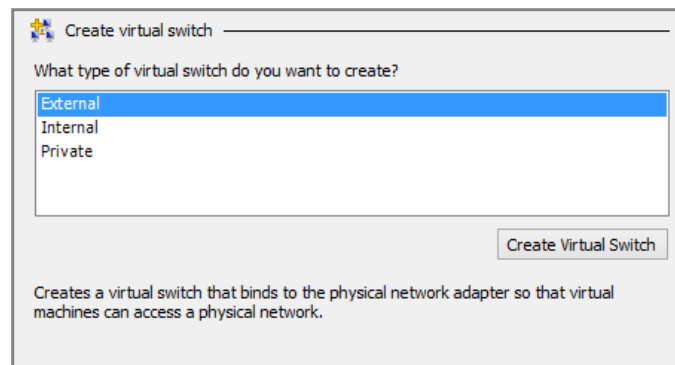 Create virtual switch
What type of virtual switch do you want to create?
External
Internal
Private
Create Virtual Switch
Creates a virtual switch that binds to the physical network adapter so that virtual
machines can access a physical network.